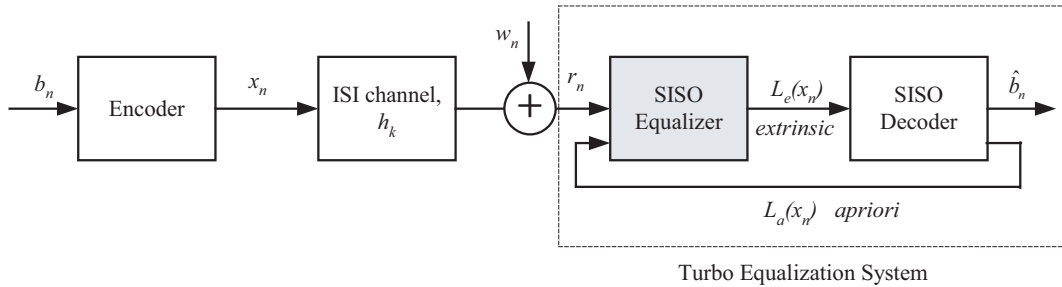 w_n
b_n
Encoder
x_n
ISI channel,
h_k
+
r_n
SISO
Equalizer
L_e(x_n)
extrinsic
SISO
Decoder
b̂_n
L_a(x_n) apriori
Turbo Equalization System